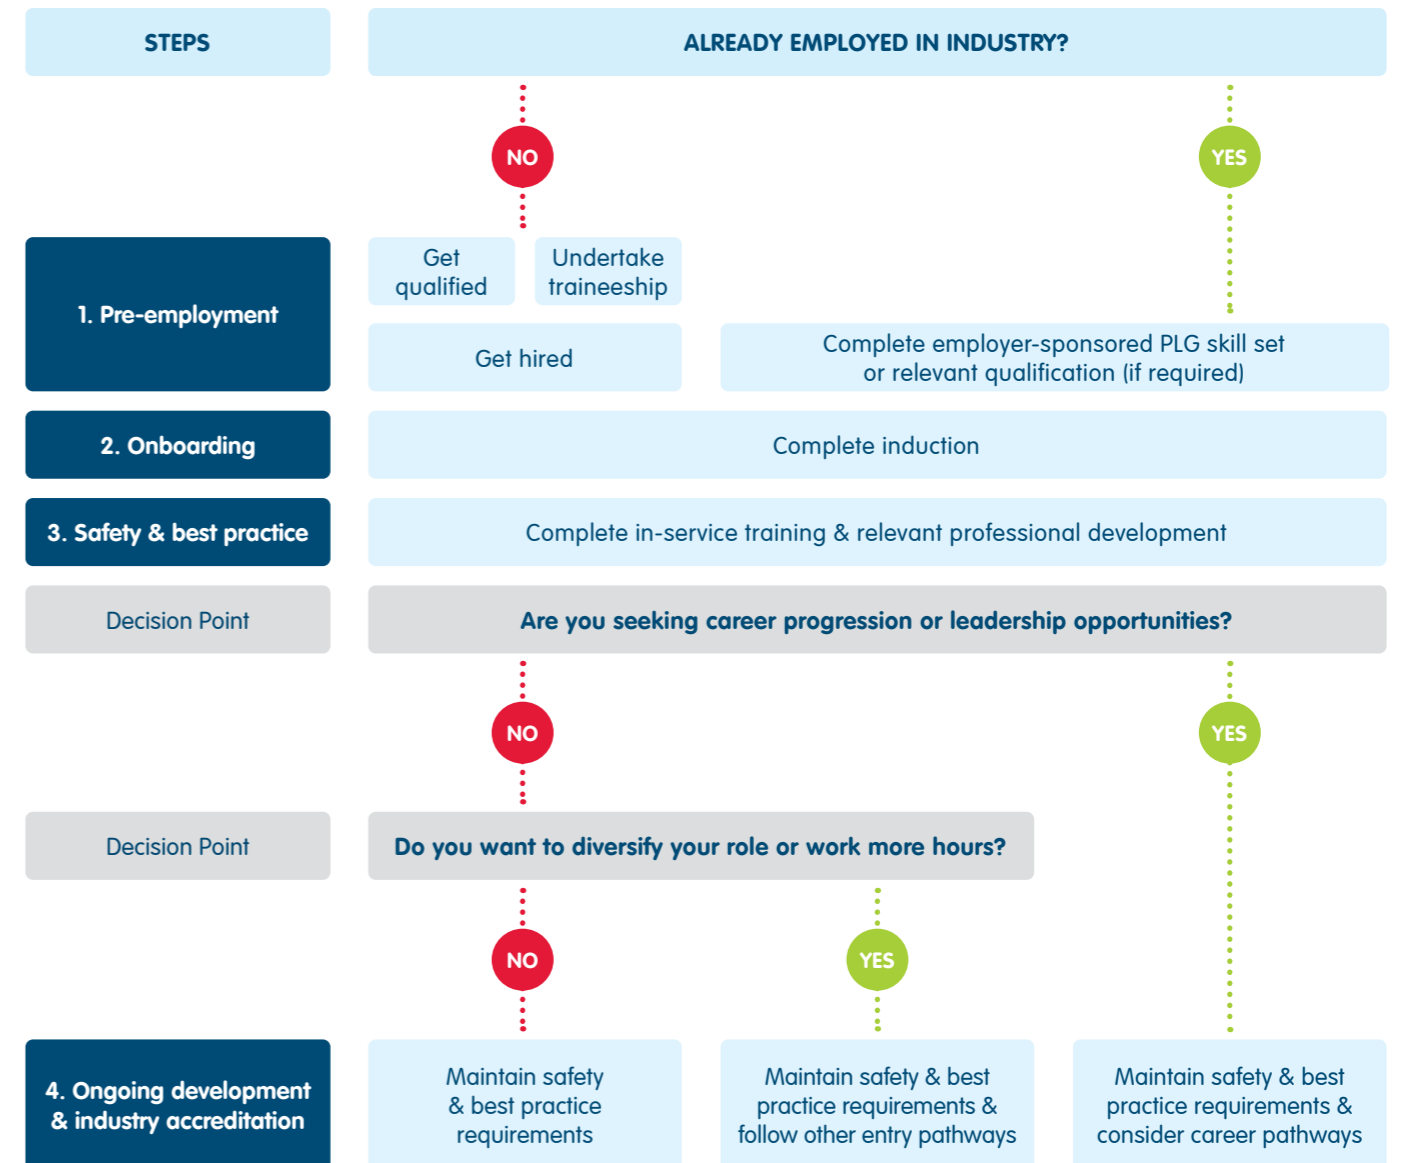 STEPS
ALREADY EMPLOYED IN INDUSTRY?
NO
YES
1. Pre-employment
Get
qualified
Undertake
traineeship
Get hired
Complete employer-sponsored PLG skill set
or relevant qualification (if required)
2. Onboarding
Complete induction
3. Safety & best practice
Complete in-service training & relevant professional development
Decision Point
Are you seeking career progression or leadership opportunities?
NO
YES
Decision Point
Do you want to diversify your role or work more hours?
NO
YES
4. Ongoing development
& industry accreditation
Maintain safety
& best practice
requirements
Maintain safety & best
practice requirements &
follow other entry pathways
Maintain safety & best
practice requirements &
consider career pathways